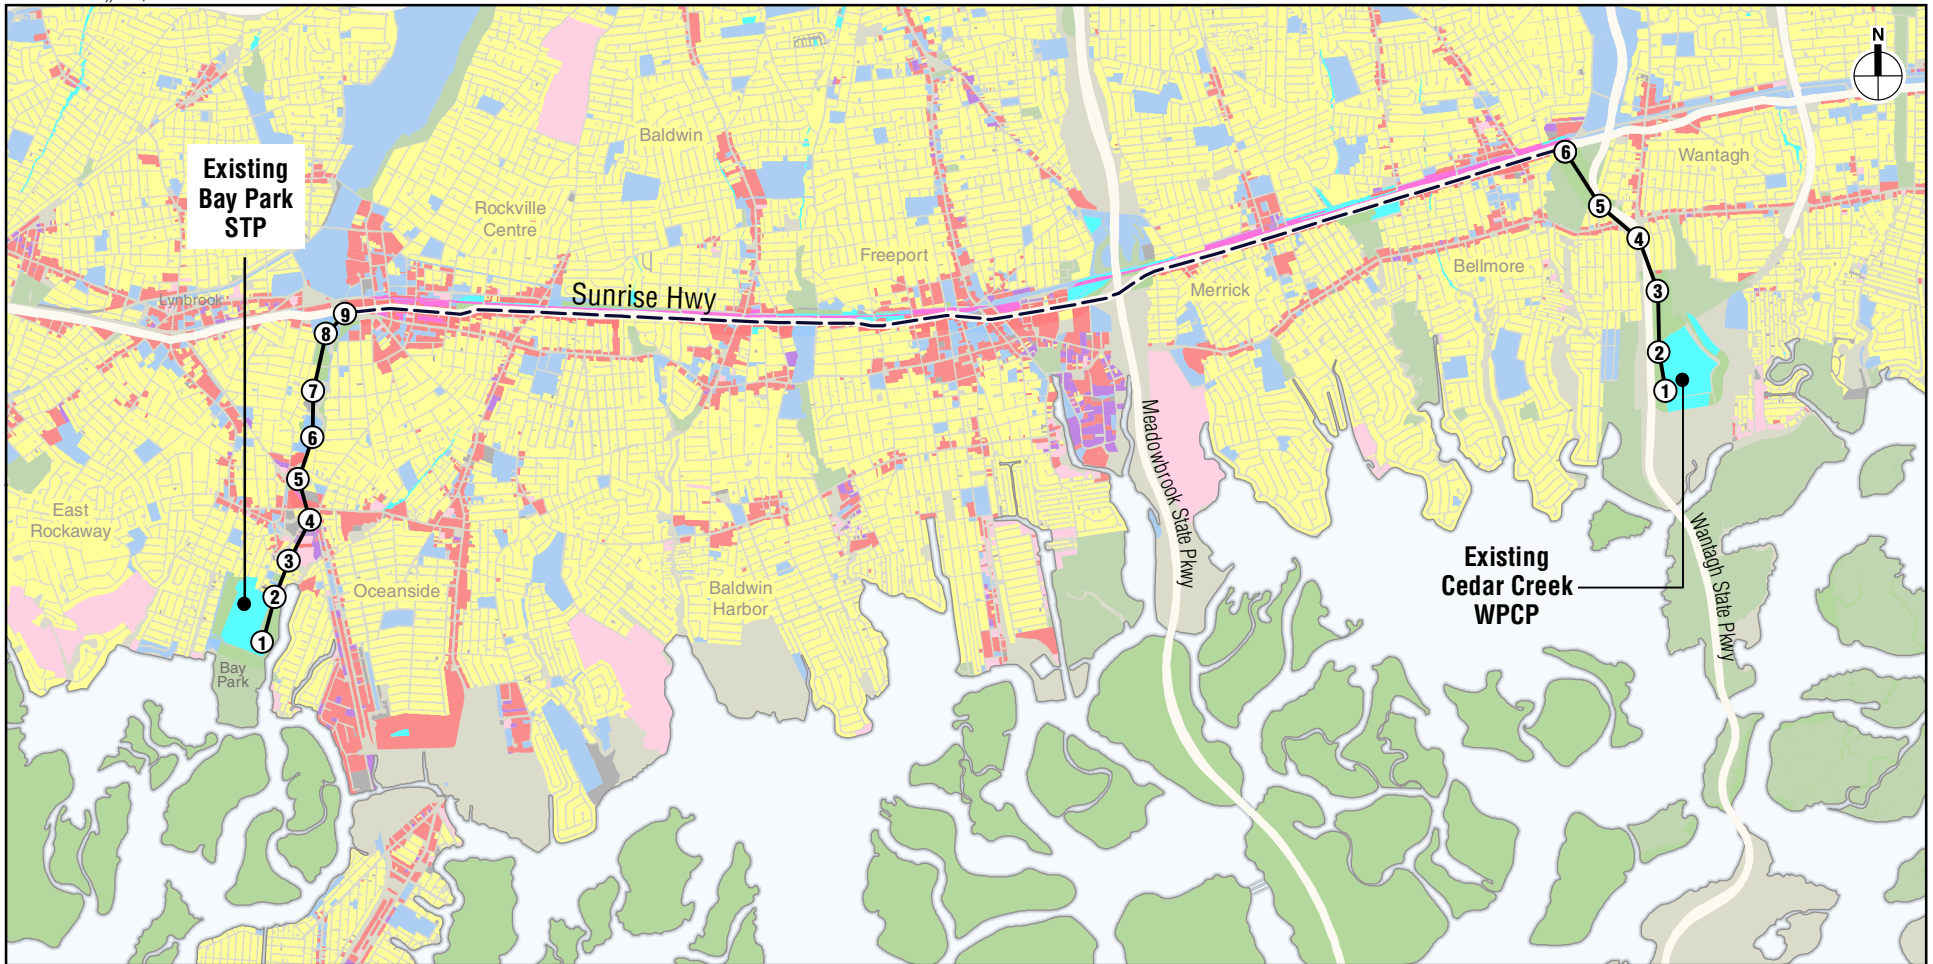 N
Baldwin
Wantagh
Existing
Bay Park
STP
6
5
4
3
2
1
Rockville
Centre
Freeport
Bellmore
Merrick
Lynbrook
Sunrise Hwy
9
8
7
6
5
4
3
2
1
Meadowbrook State Pkwy
East
Rockaway
Oceanside
Baldwin
Harbor
Existing
Cedar Creek
WPCP
Wantagh State Pkwy
Bay
Park